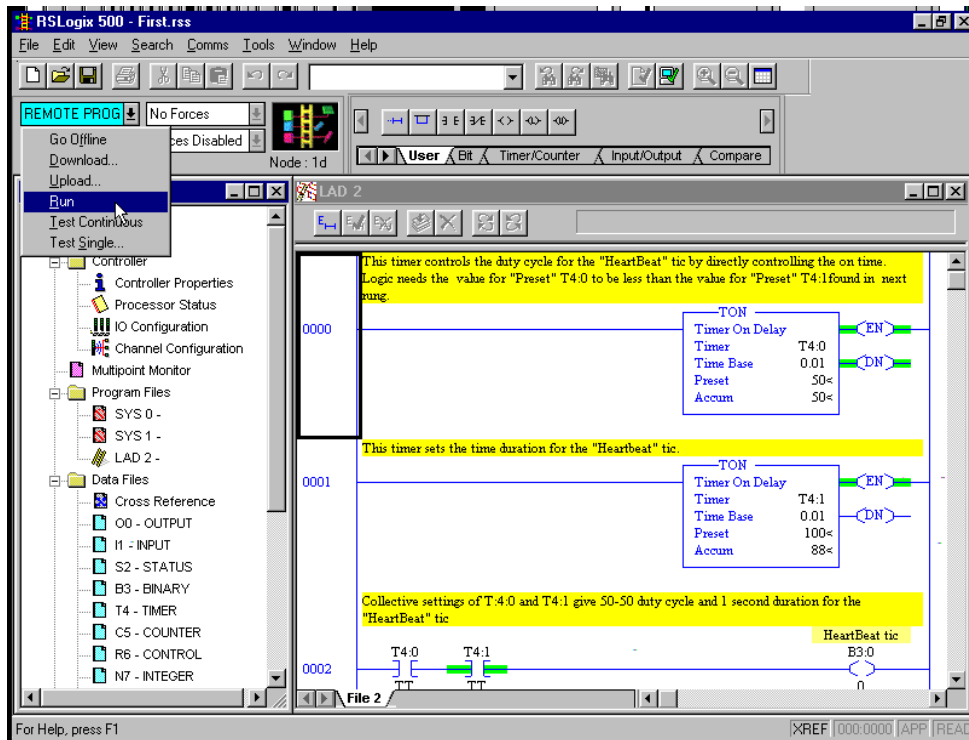 RSLogix 500 - First.rss
File Edit View Search Comms Tools Window Help
REMOTE PROG
No Forces
Go Offline
Download...
Upload...
Run
Test Continuous
Test Single...
ces Disabled
Node : 1d
User Bit Timer/Counter Input/Output Compare
Controller
Controller Properties
Processor Status
IO Configuration
Channel Configuration
Multipoint Monitor
Program Files
SYS 0 -
SYS 1 -
LAD 2 -
Data Files
Cross Reference
O0 - OUTPUT
I1 - INPUT
S2 - STATUS
B3 - BINARY
T4 - TIMER
C5 - COUNTER
R6 - CONTROL
N7 - INTEGER
LAD 2
This timer controls the duty cycle for the "HeartBeat" tic by directly controlling the on time.
Logic needs the value for "Preset" T4:0 to be less than the value for "Preset" T4:1found in next
rung.
0000
TON
Timer On Delay
Timer T4:0
Time Base 0.01
Preset 50<
Accum 50<
EN
DN
This timer sets the time duration for the "Heartbeat" tic.
0001
TON
Timer On Delay
Timer T4:1
Time Base 0.01
Preset 100<
Accum 88<
EN
DN
Collective settings of T:4:0 and T4:1 give 50-50 duty cycle and 1 second duration for the
"HeartBeat" tic
HeartBeat tic
0002
T4:0 T4:1 B3:0
TT TT 0
File 2
For Help, press F1
XREF 000:0000 APP READ